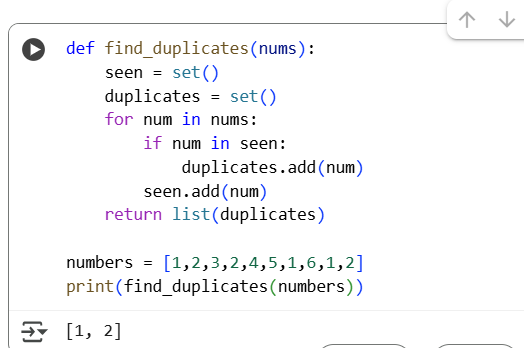 def find_duplicates(nums):
    seen = set()
    duplicates = set()
    for num in nums:
        if num in seen:
            duplicates.add(num)
        seen.add(num)
    return list(duplicates)

numbers = [1,2,3,2,4,5,1,6,1,2]
print(find_duplicates(numbers))
[1, 2]